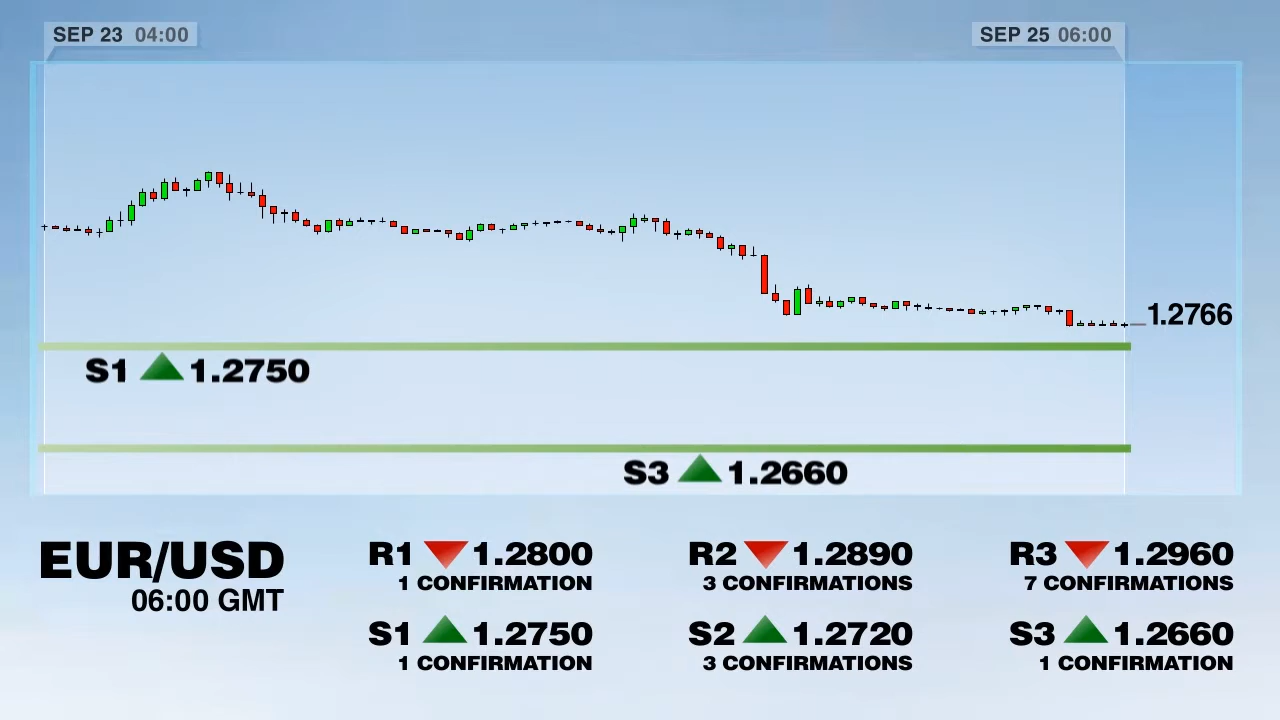 SEP 23 04:00
SEP 25 06:00
1.2766
S1 1.2750
S3 1.2660
EUR/USD
06:00 GMT
R1 1.2800
1 CONFIRMATION
R2 1.2890
3 CONFIRMATIONS
R3 1.2960
7 CONFIRMATIONS
S1 1.2750
1 CONFIRMATION
S2 1.2720
3 CONFIRMATIONS
S3 1.2660
1 CONFIRMATION